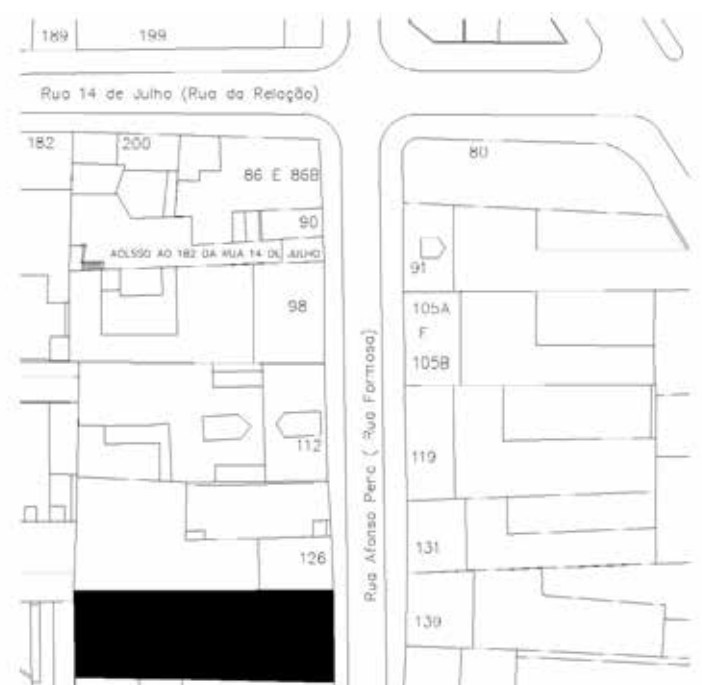 189
199
Rua 14 de Julho (Rua da Relação)
182
200
80
86 E 86B
90
ACESSO AO 182 DA RUA 14 DE JULHO
91
98
105A
E
105B
112
119
Rua Afonso Pena ( Rua Formosa)
126
131
139